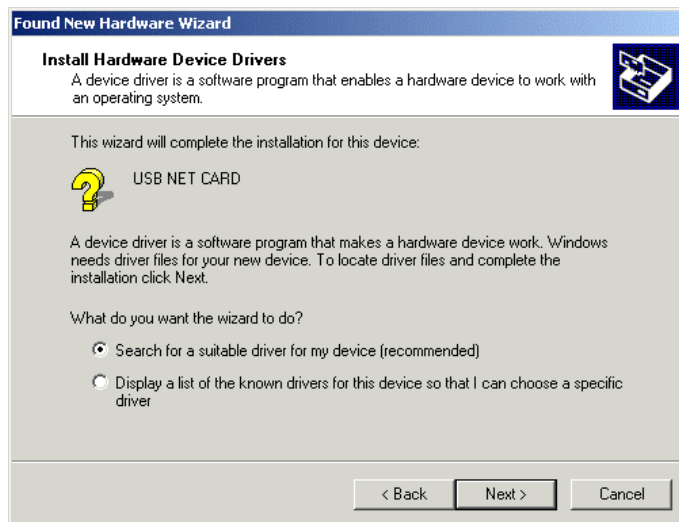 Found New Hardware Wizard
Install Hardware Device Drivers
A device driver is a software program that enables a hardware device to work with
an operating system.
This wizard will complete the installation for this device:
USB NET CARD
A device driver is a software program that makes a hardware device work. Windows
needs driver files for your new device. To locate driver files and complete the
installation click Next.
What do you want the wizard to do?
Search for a suitable driver for my device (recommended)
Display a list of the known drivers for this device so that I can choose a specific
driver
< Back Next > Cancel